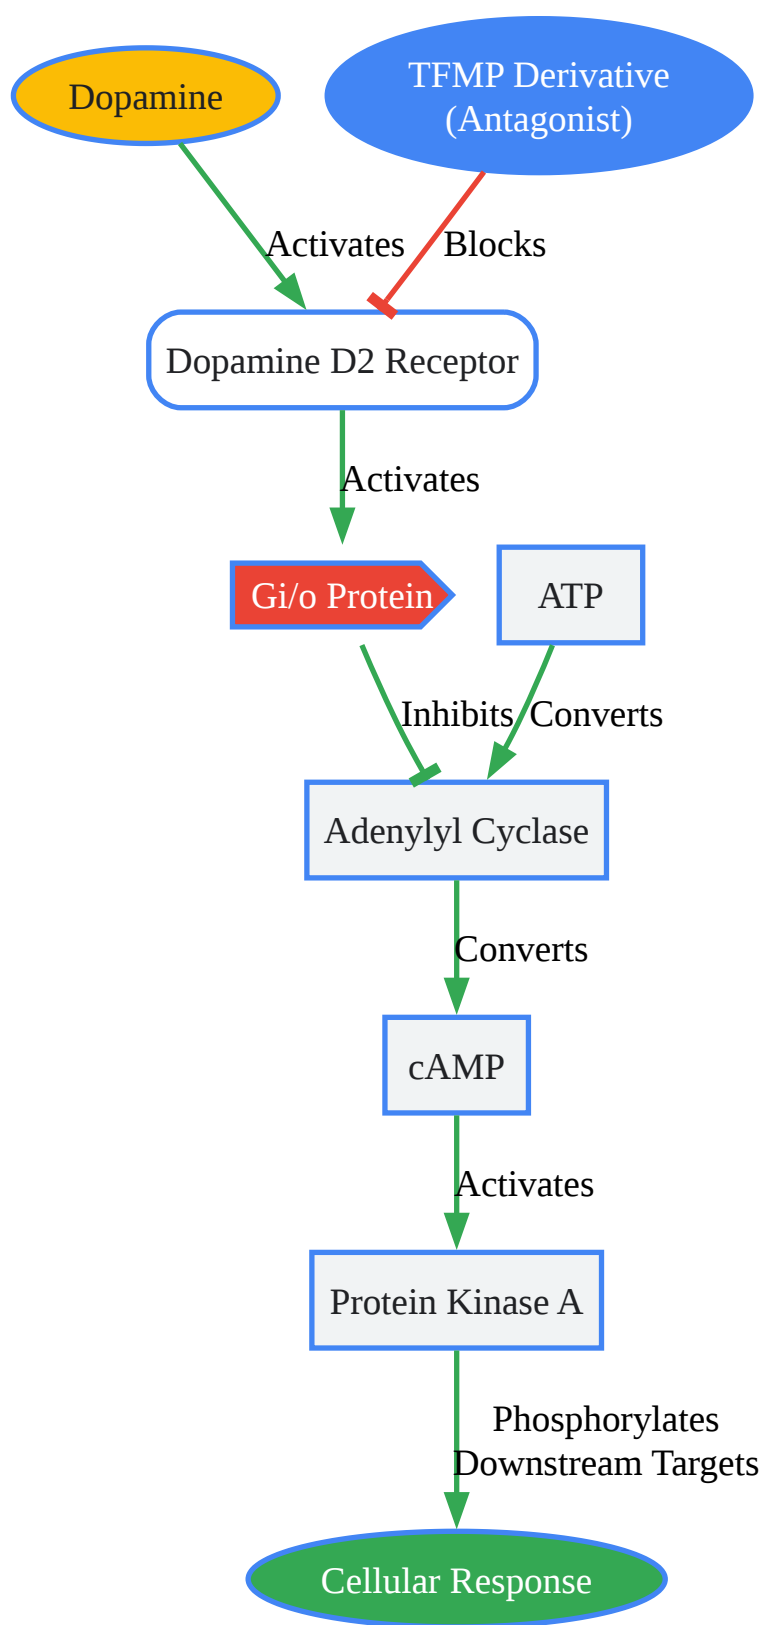 Dopamine
TFMP Derivative
(Antagonist)
Activates
Blocks
Dopamine D2 Receptor
Activates
Gi/o Protein
ATP
Inhibits
Converts
Adenylyl Cyclase
Converts
cAMP
Activates
Protein Kinase A
Phosphorylates
Downstream Targets
Cellular Response